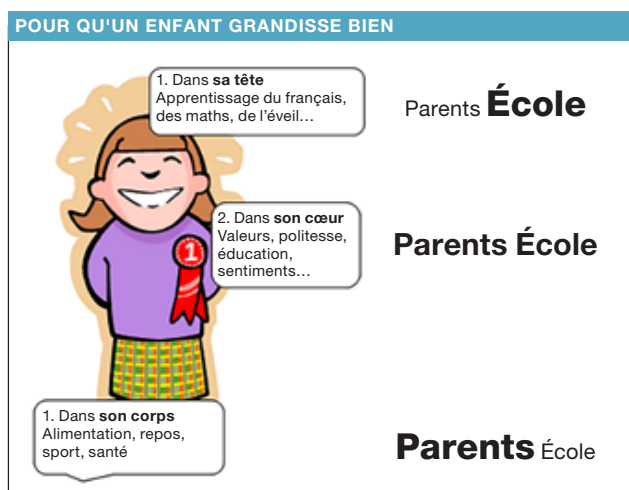 POUR QU'UN ENFANT GRANDISSE BIEN
1. Dans sa tête
Apprentissage du français,
des maths, de l'éveil…
Parents École
2. Dans son cœur
Valeurs, politesse,
éducation,
sentiments…
Parents École
1
1. Dans son corps
Alimentation, repos,
sport, santé
Parents École